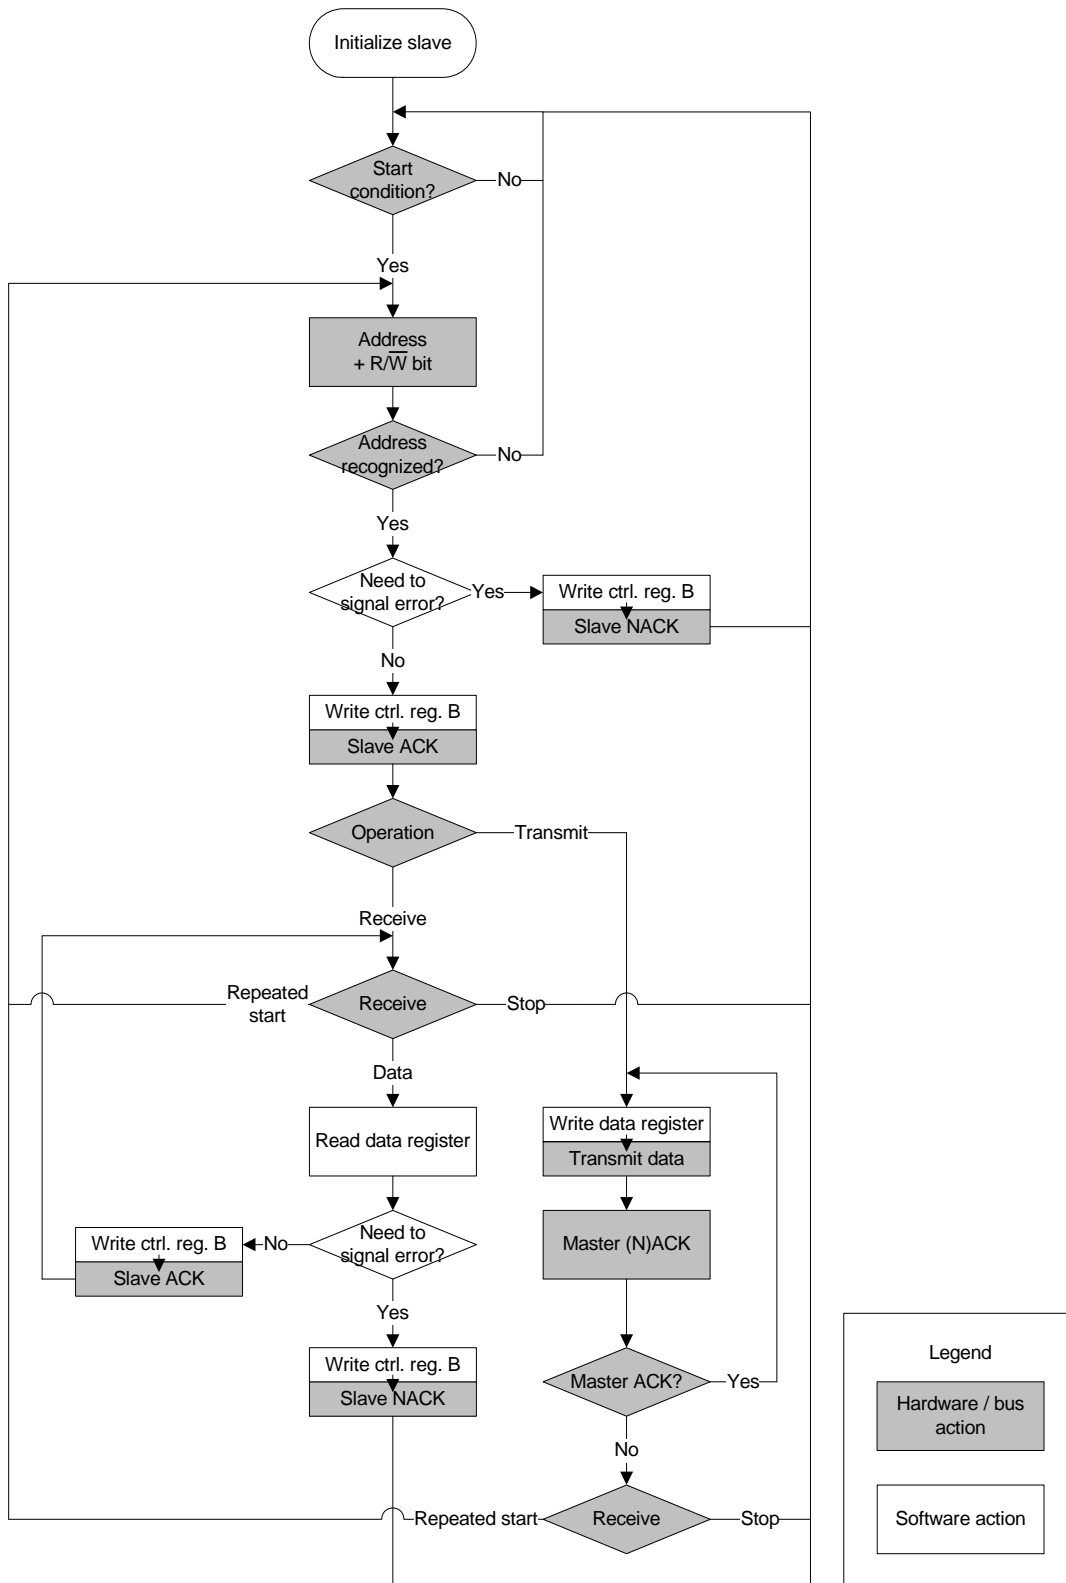 Initialize slave
Start
condition?
No
Yes
Address
+ R/W̅ bit
Address
recognized?
No
Yes
Need to
signal error?
Yes
Write ctrl. reg. B
Slave NACK
No
Write ctrl. reg. B
Slave ACK
Operation
Transmit
Receive
Repeated
start
Receive
Stop
Data
Read data register
Write data register
Transmit data
Need to
signal error?
No
Write ctrl. reg. B
Slave ACK
Master (N)ACK
Yes
Write ctrl. reg. B
Slave NACK
Master ACK?
Yes
No
Repeated start
Receive
Stop
Legend
Hardware / bus
action
Software action